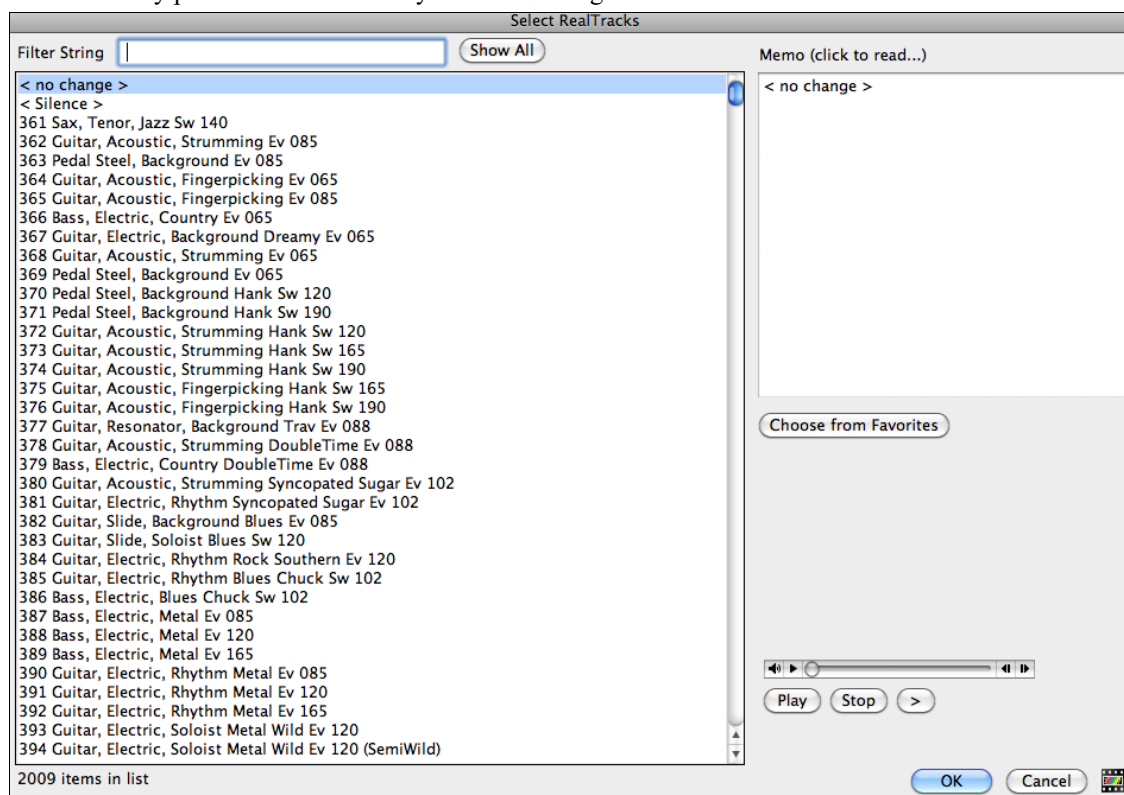 Select RealTracks
Filter String
Show All
Memo (click to read...)
< no change >
< Silence >
361 Sax, Tenor, Jazz Sw 140
362 Guitar, Acoustic, Strumming Ev 085
363 Pedal Steel, Background Ev 085
364 Guitar, Acoustic, Fingerpicking Ev 065
365 Guitar, Acoustic, Fingerpicking Ev 085
366 Bass, Electric, Country Ev 065
367 Guitar, Electric, Background Dreamy Ev 065
368 Guitar, Acoustic, Strumming Ev 065
369 Pedal Steel, Background Ev 065
370 Pedal Steel, Background Hank Sw 120
371 Pedal Steel, Background Hank Sw 190
372 Guitar, Acoustic, Strumming Hank Sw 120
373 Guitar, Acoustic, Strumming Hank Sw 165
374 Guitar, Acoustic, Strumming Hank Sw 190
375 Guitar, Acoustic, Fingerpicking Hank Sw 165
376 Guitar, Acoustic, Fingerpicking Hank Sw 190
377 Guitar, Resonator, Background Trav Ev 088
378 Guitar, Acoustic, Strumming DoubleTime Ev 088
379 Bass, Electric, Country DoubleTime Ev 088
380 Guitar, Acoustic, Strumming Syncopated Sugar Ev 102
381 Guitar, Electric, Rhythm Syncopated Sugar Ev 102
382 Guitar, Slide, Background Blues Ev 085
383 Guitar, Slide, Soloist Blues Sw 120
384 Guitar, Electric, Rhythm Rock Southern Ev 120
385 Guitar, Electric, Rhythm Blues Chuck Sw 102
386 Bass, Electric, Blues Chuck Sw 102
387 Bass, Electric, Metal Ev 085
388 Bass, Electric, Metal Ev 120
389 Bass, Electric, Metal Ev 165
390 Guitar, Electric, Rhythm Metal Ev 085
391 Guitar, Electric, Rhythm Metal Ev 120
392 Guitar, Electric, Rhythm Metal Ev 165
393 Guitar, Electric, Soloist Metal Wild Ev 120
394 Guitar, Electric, Soloist Metal Wild Ev 120 (SemiWild)
2009 items in list
< no change >
Choose from Favorites
Play
Stop
>
OK
Cancel